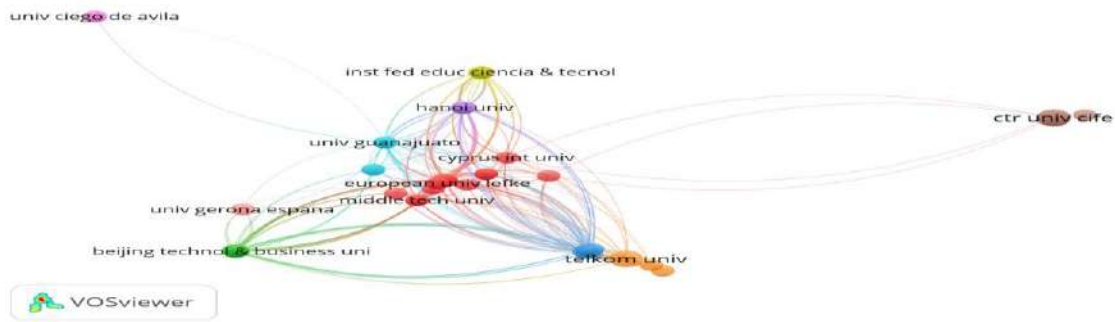 univ ciego de avila
inst fed educ ciencia & tecnol
hanoi univ
ctr univ cife
univ guanajuato
cyprus int univ
european univ lefke
middle tech univ
univ gerona espana
beijing technol & business uni
telkom univ
VOSviewer